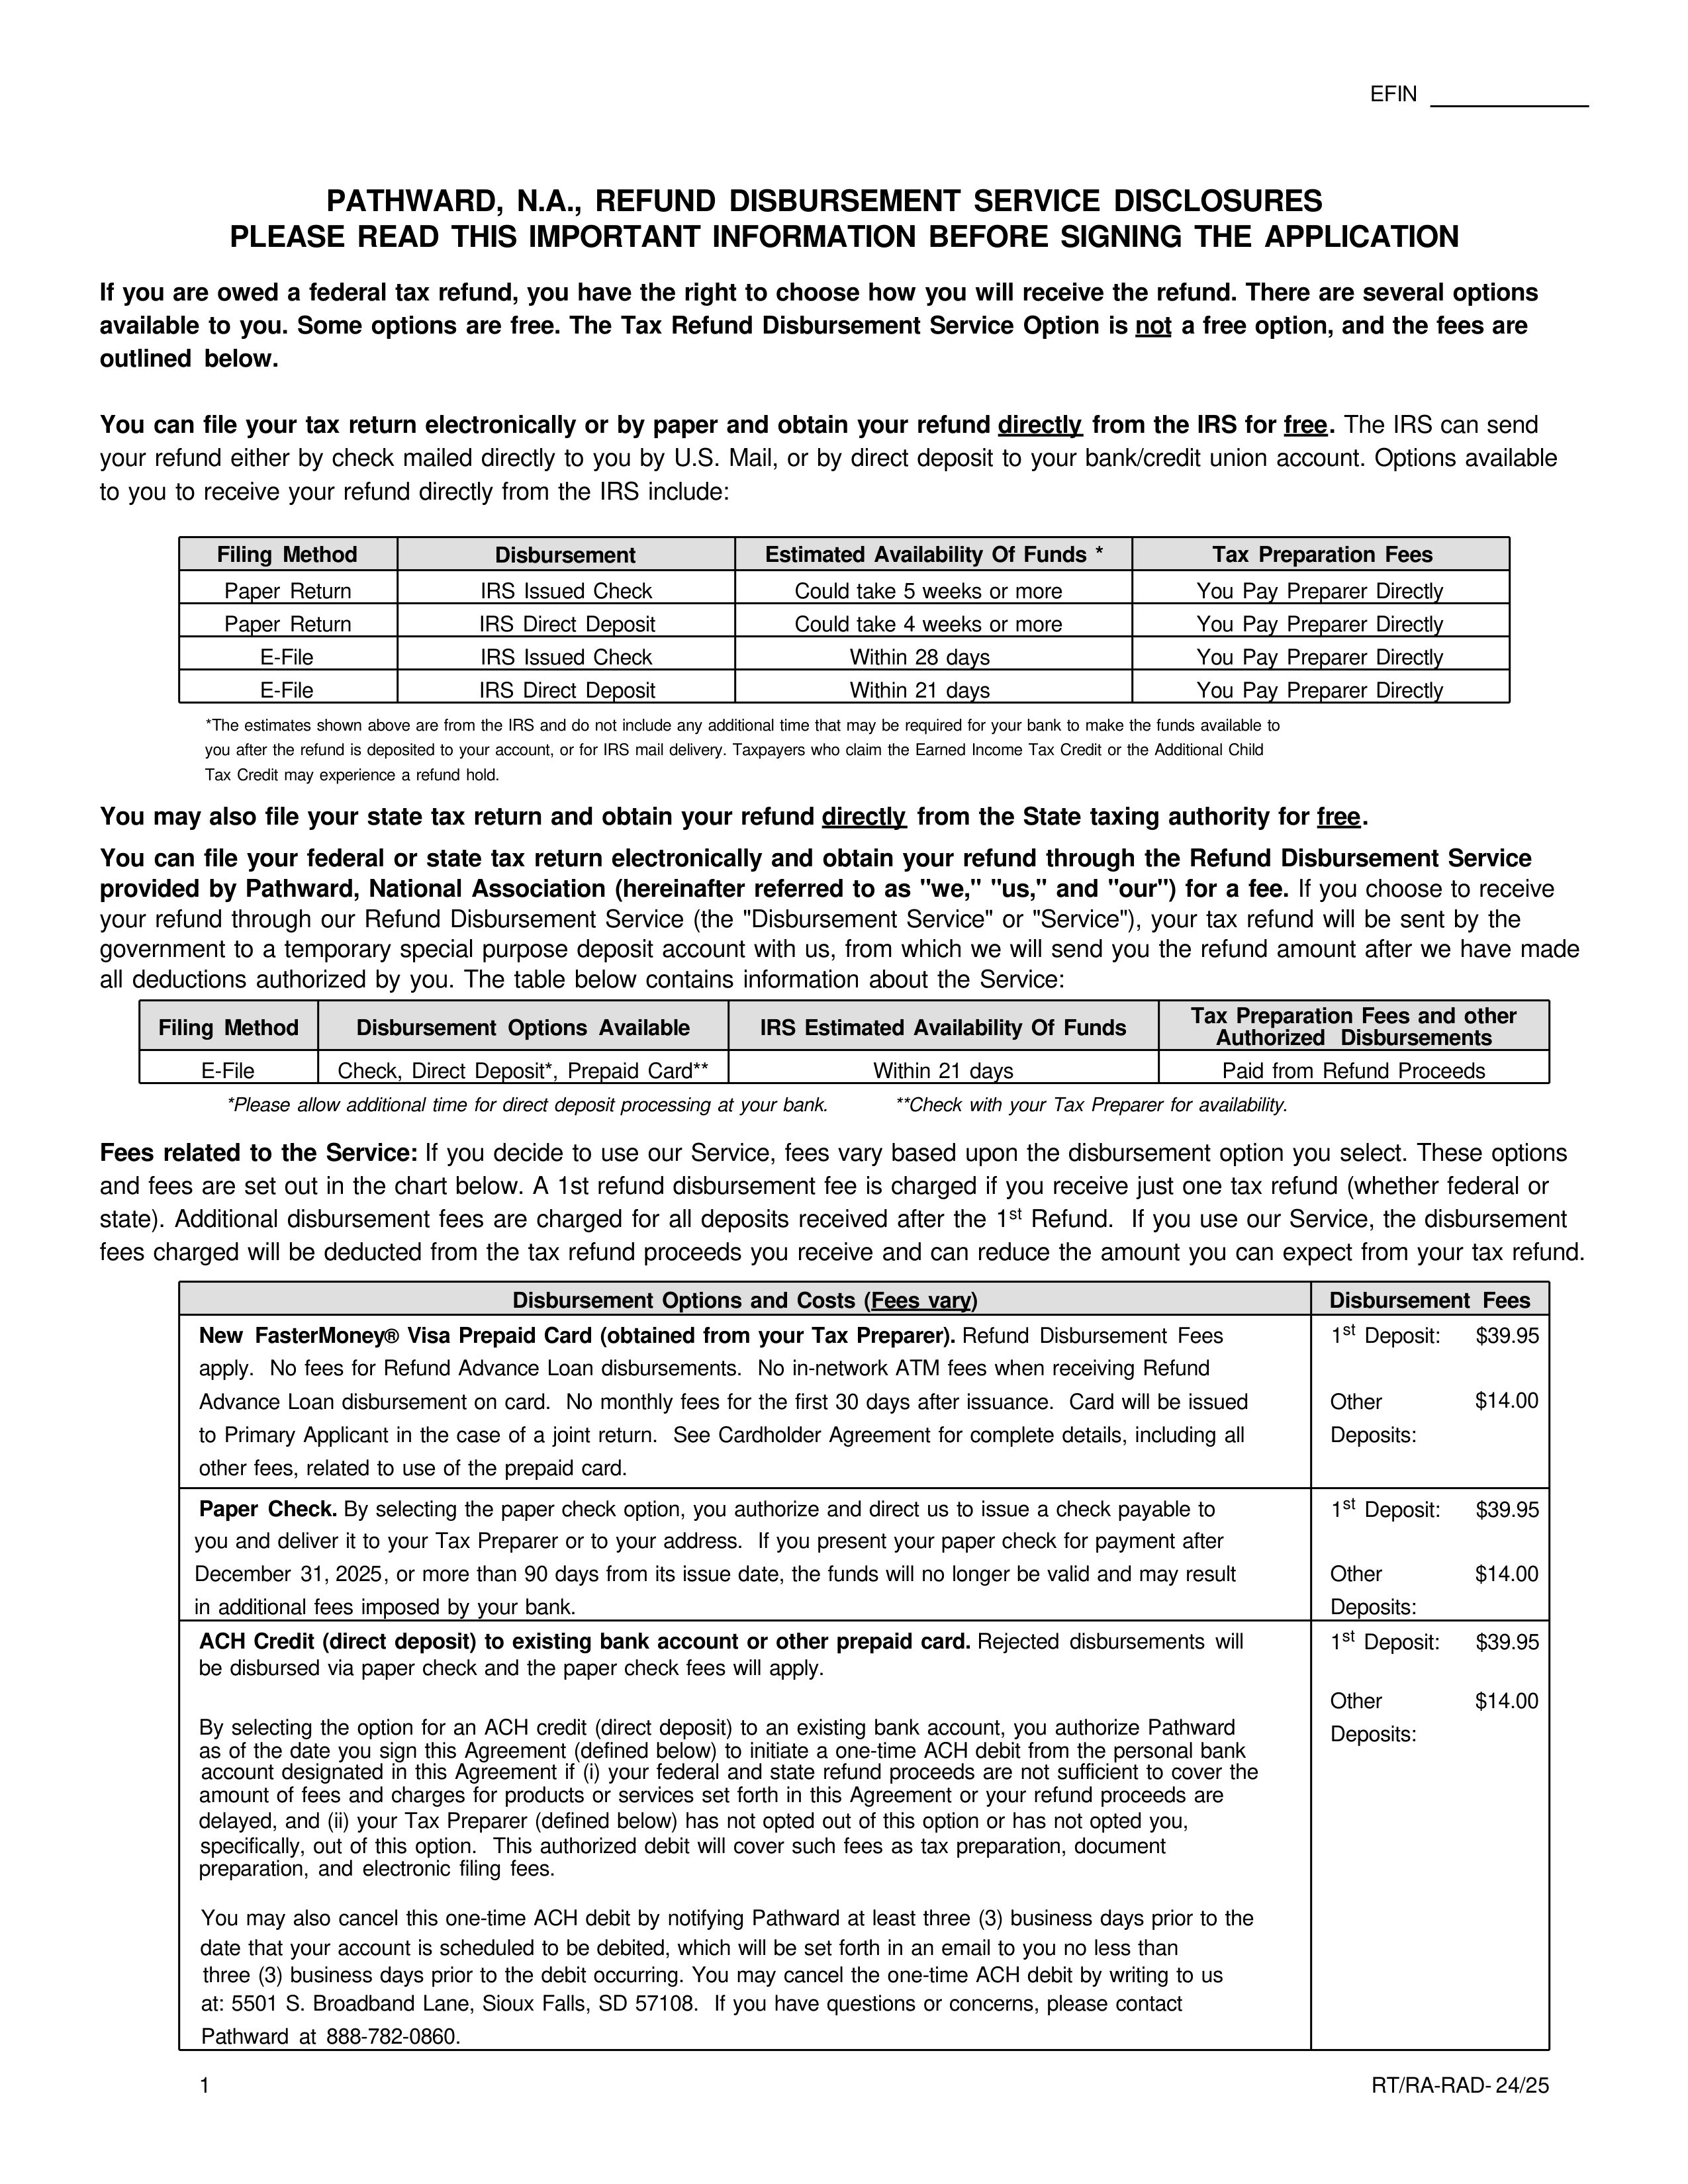 EFIN
PATHWARD, N.A., REFUND DISBURSEMENT SERVICE DISCLOSURES
PLEASE READ THIS IMPORTANT INFORMATION BEFORE SIGNING THE APPLICATION
If you are owed a federal tax refund, you have the right to choose how you will receive the refund. There are several options
available to you. Some options are free. The Tax Refund Disbursement Service Option is not a free option, and the fees are
outlined below.
You can file your tax return electronically or by paper and obtain your refund directly from the IRS for free. The IRS can send
your refund either by check mailed directly to you by U.S. Mail, or by direct deposit to your bank/credit union account. Options available
to you to receive your refund directly from the IRS include:
Filing Method Disbursement Estimated Availability Of Funds * Tax Preparation Fees
Paper Return IRS Issued Check Could take 5 weeks or more You Pay Preparer Directly
Paper Return IRS Direct Deposit Could take 4 weeks or more You Pay Preparer Directly
E-File IRS Issued Check Within 28 days You Pay Preparer Directly
E-File IRS Direct Deposit Within 21 days You Pay Preparer Directly
*The estimates shown above are from the IRS and do not include any additional time that may be required for your bank to make the funds available to
you after the refund is deposited to your account, or for IRS mail delivery. Taxpayers who claim the Earned Income Tax Credit or the Additional Child
Tax Credit may experience a refund hold.
You may also file your state tax return and obtain your refund directly from the State taxing authority for free.
You can file your federal or state tax return electronically and obtain your refund through the Refund Disbursement Service
provided by Pathward, National Association (hereinafter referred to as "we," "us," and "our") for a fee. If you choose to receive
your refund through our Refund Disbursement Service (the "Disbursement Service" or "Service"), your tax refund will be sent by the
government to a temporary special purpose deposit account with us, from which we will send you the refund amount after we have made
all deductions authorized by you. The table below contains information about the Service:
Filing Method Disbursement Options Available IRS Estimated Availability Of Funds Tax Preparation Fees and other
Authorized Disbursements
E-File Check, Direct Deposit*, Prepaid Card** Within 21 days Paid from Refund Proceeds
*Please allow additional time for direct deposit processing at your bank. **Check with your Tax Preparer for availability.
Fees related to the Service: If you decide to use our Service, fees vary based upon the disbursement option you select. These options
and fees are set out in the chart below. A 1st refund disbursement fee is charged if you receive just one tax refund (whether federal or
state). Additional disbursement fees are charged for all deposits received after the 1st Refund. If you use our Service, the disbursement
fees charged will be deducted from the tax refund proceeds you receive and can reduce the amount you can expect from your tax refund.
Disbursement Options and Costs (Fees vary) Disbursement Fees
New FasterMoney® Visa Prepaid Card (obtained from your Tax Preparer). Refund Disbursement Fees 1st Deposit: $39.95
apply. No fees for Refund Advance Loan disbursements. No in-network ATM fees when receiving Refund
Advance Loan disbursement on card. No monthly fees for the first 30 days after issuance. Card will be issued Other $14.00
to Primary Applicant in the case of a joint return. See Cardholder Agreement for complete details, including all Deposits:
other fees, related to use of the prepaid card.
Paper Check. By selecting the paper check option, you authorize and direct us to issue a check payable to 1st Deposit: $39.95
you and deliver it to your Tax Preparer or to your address. If you present your paper check for payment after
December 31, 2025, or more than 90 days from its issue date, the funds will no longer be valid and may result Other $14.00
in additional fees imposed by your bank. Deposits:
ACH Credit (direct deposit) to existing bank account or other prepaid card. Rejected disbursements will 1st Deposit: $39.95
be disbursed via paper check and the paper check fees will apply.
Other $14.00
By selecting the option for an ACH credit (direct deposit) to an existing bank account, you authorize Pathward Deposits:
as of the date you sign this Agreement (defined below) to initiate a one-time ACH debit from the personal bank
account designated in this Agreement if (i) your federal and state refund proceeds are not sufficient to cover the
amount of fees and charges for products or services set forth in this Agreement or your refund proceeds are
delayed, and (ii) your Tax Preparer (defined below) has not opted out of this option or has not opted you,
specifically, out of this option. This authorized debit will cover such fees as tax preparation, document
preparation, and electronic filing fees.
You may also cancel this one-time ACH debit by notifying Pathward at least three (3) business days prior to the
date that your account is scheduled to be debited, which will be set forth in an email to you no less than
three (3) business days prior to the debit occurring. You may cancel the one-time ACH debit by writing to us
at: 5501 S. Broadband Lane, Sioux Falls, SD 57108. If you have questions or concerns, please contact
Pathward at 888-782-0860.
1 RT/RA-RAD- 24/25